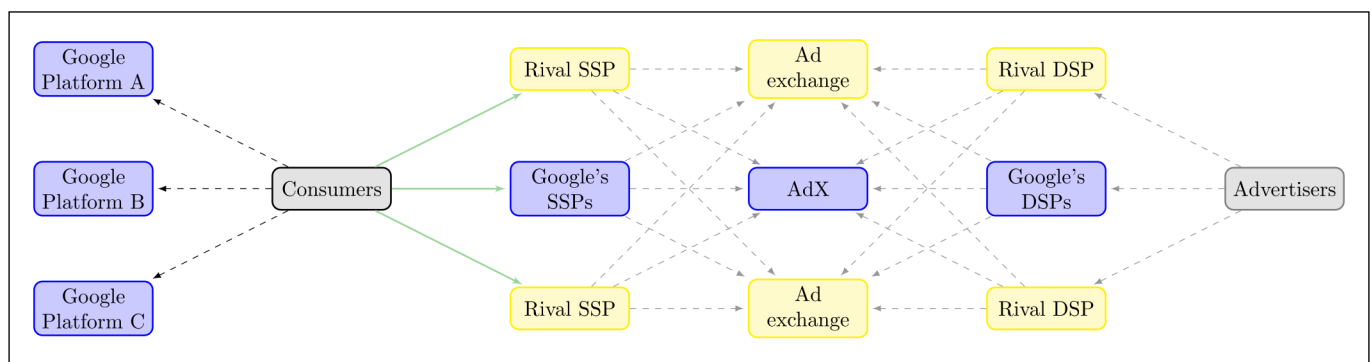 Google
Platform A
Rival SSP
Ad
exchange
Rival DSP
Google
Platform B
Consumers
Google's
SSPs
AdX
Google's
DSPs
Advertisers
Google
Platform C
Rival SSP
Ad
exchange
Rival DSP